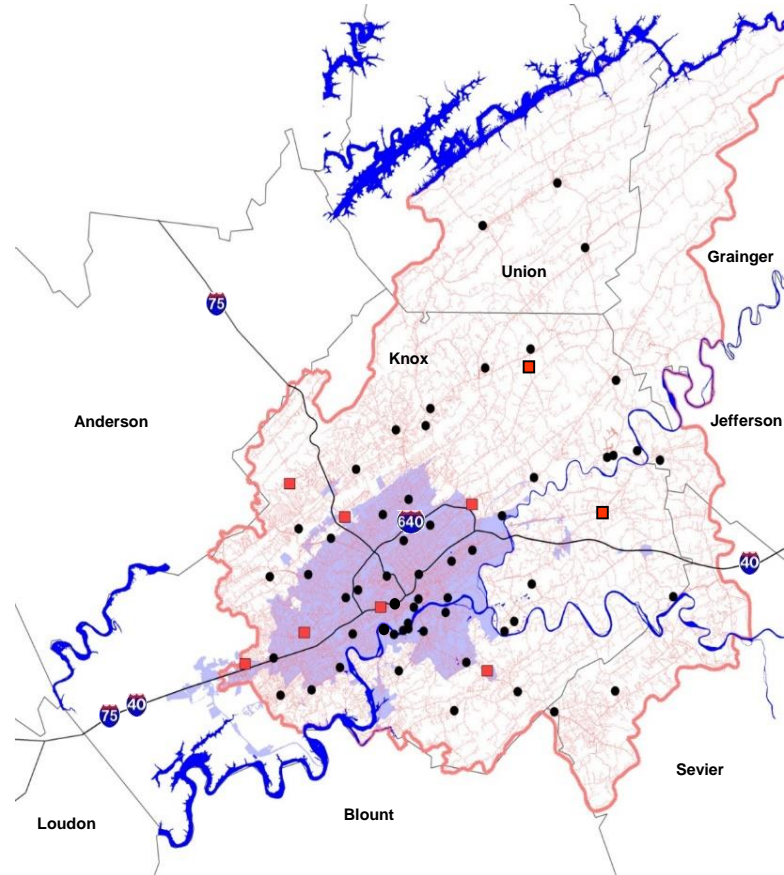 Grainger
Union
75
Knox
Anderson
Jefferson
640
40
40
75
Sevier
Blount
Loudon